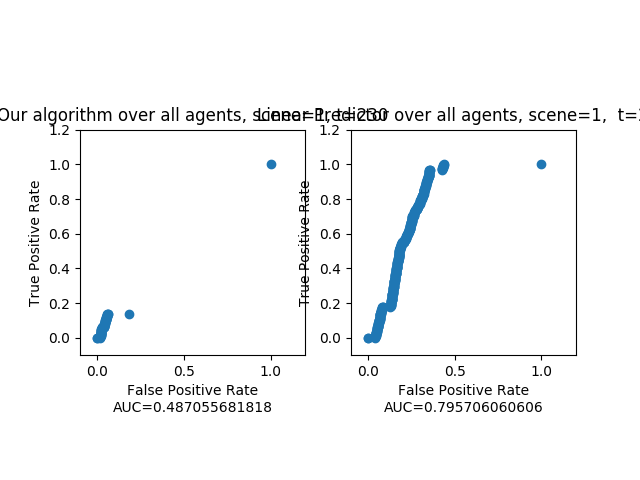 Our algorithm over all agents, scene=1, t=230
Linear Predictor over all agents, scene=1, t=
True Positive Rate
1.2
1.0
0.8
0.6
0.4
0.2
0.0
0.0 0.5 1.0
False Positive Rate
AUC=0.487055681818
True Positive Rate
1.2
1.0
0.8
0.6
0.4
0.2
0.0
0.0 0.5 1.0
False Positive Rate
AUC=0.795706060606